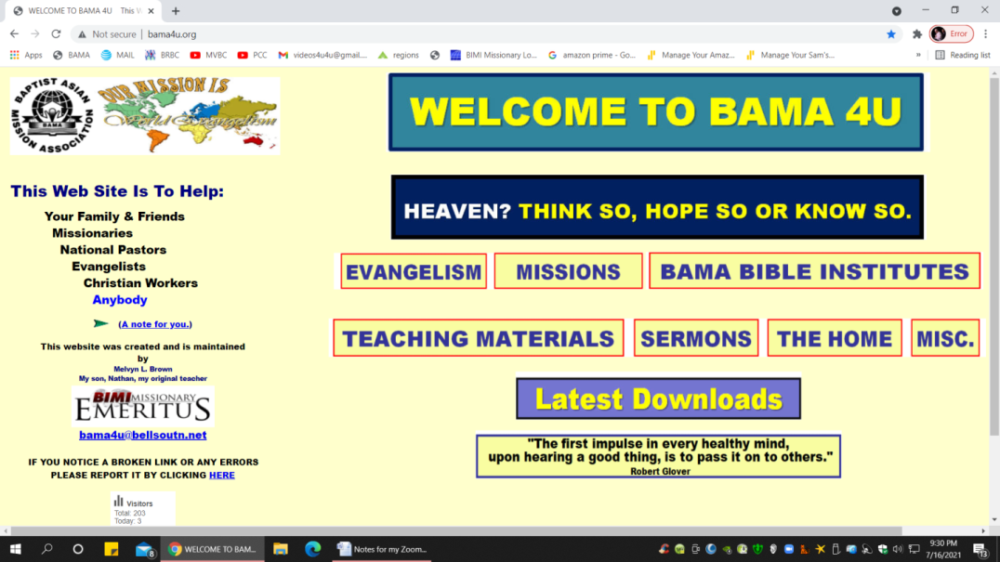 WELCOME TO BAMA 4U This W
Not secure | bama4u.org
Error
Apps BAMA MAIL BRBC MVBC PCC videos4u4u@gmail.... regions BIMI Missionary Lo... amazon prime - Go... Manage Your Amaz... Manage Your Sam's... » Reading list
BAPTIST ASIAN
MISSION ASSOCIATION
BAMA
OUR MISSION IS
World Evangelism
WELCOME TO BAMA 4U
HEAVEN? THINK SO, HOPE SO OR KNOW SO.
This Web Site Is To Help:
Your Family & Friends
Missionaries
National Pastors
Evangelists
Christian Workers
Anybody
(A note for you.)
This website was created and is maintained
by
Melvyn L. Brown
My son, Nathan, my original teacher
BIMI MISSIONARY
EMERITUS
bama4u@bellsoutn.net
IF YOU NOTICE A BROKEN LINK OR ANY ERRORS
PLEASE REPORT IT BY CLICKING HERE
Visitors
Total: 203
Today: 3
EVANGELISM MISSIONS BAMA BIBLE INSTITUTES
TEACHING MATERIALS SERMONS THE HOME MISC.
Latest Downloads
"The first impulse in every healthy mind,
upon hearing a good thing, is to pass it on to others."
Robert Glover
8 WELCOME TO BAM... Notes for my Zoom...
9:30 PM
7/16/2021
13